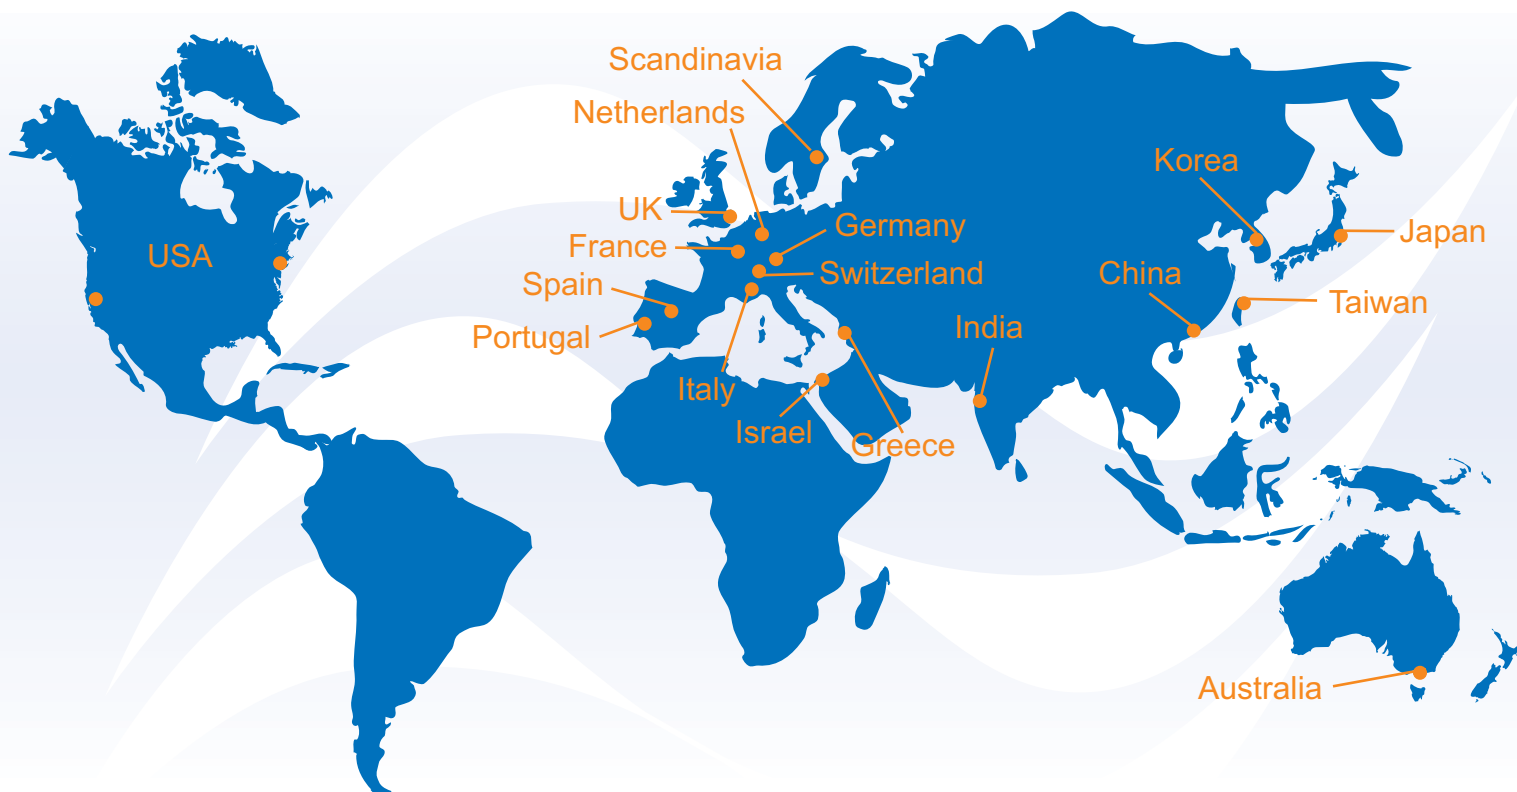 Scandinavia
Netherlands
Korea
UK
Germany
Japan
France
USA
Switzerland
China
Spain
Taiwan
India
Portugal
Italy
Israel
Greece
Australia